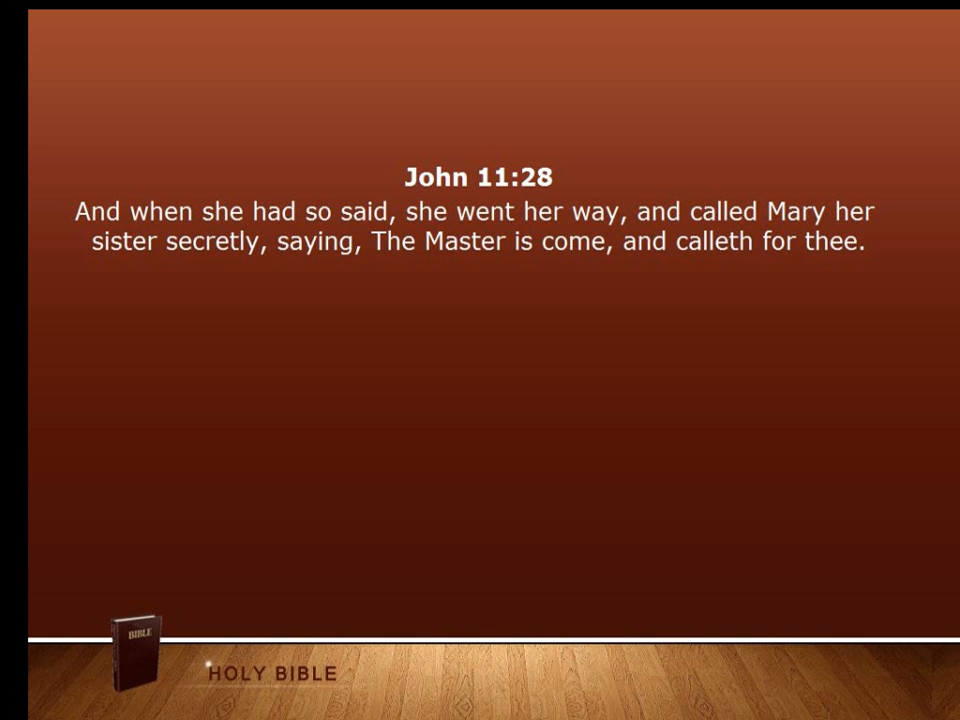 John 11:28
And when she had so said, she went her way, and called Mary her
sister secretly, saying, The Master is come, and calleth for thee.
BIBLE
HOLY BIBLE